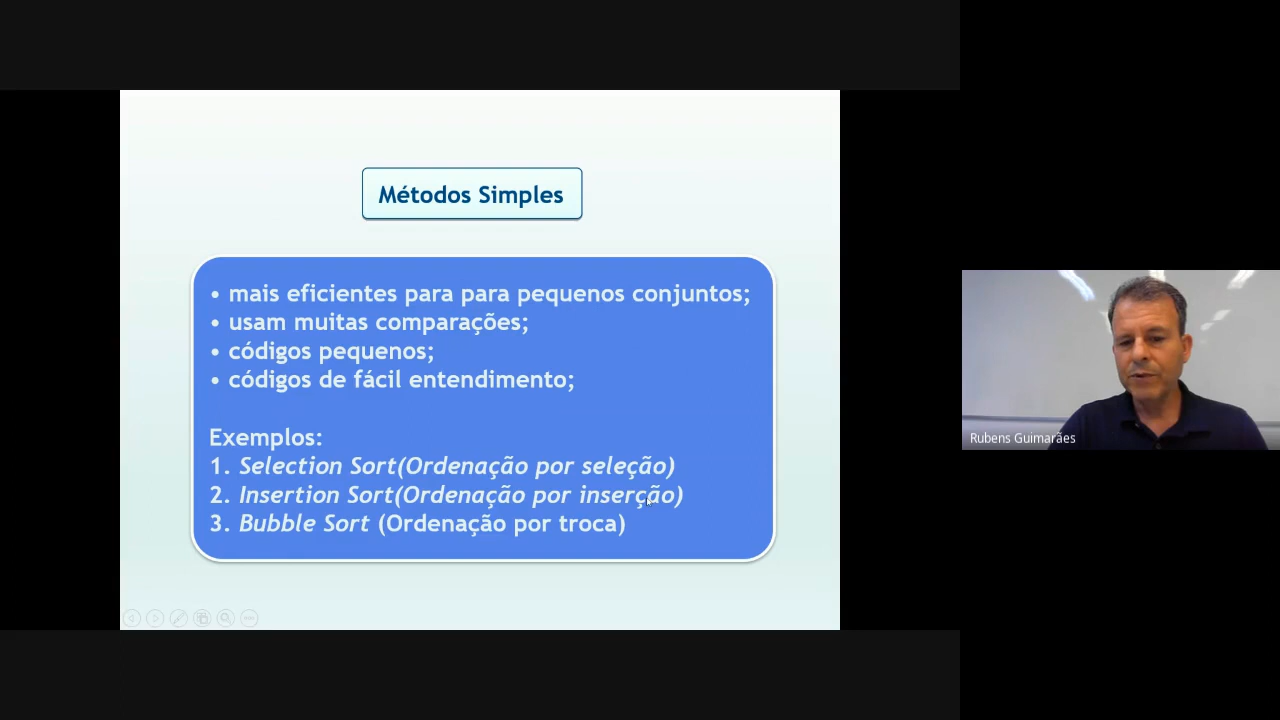 Métodos Simples
• mais eficientes para para pequenos conjuntos;
• usam muitas comparações;
• códigos pequenos;
• códigos de fácil entendimento;
Exemplos:
1. Selection Sort(Ordenação por seleção)
2. Insertion Sort(Ordenação por inserção)
3. Bubble Sort (Ordenação por troca)
Rubens Guimarães